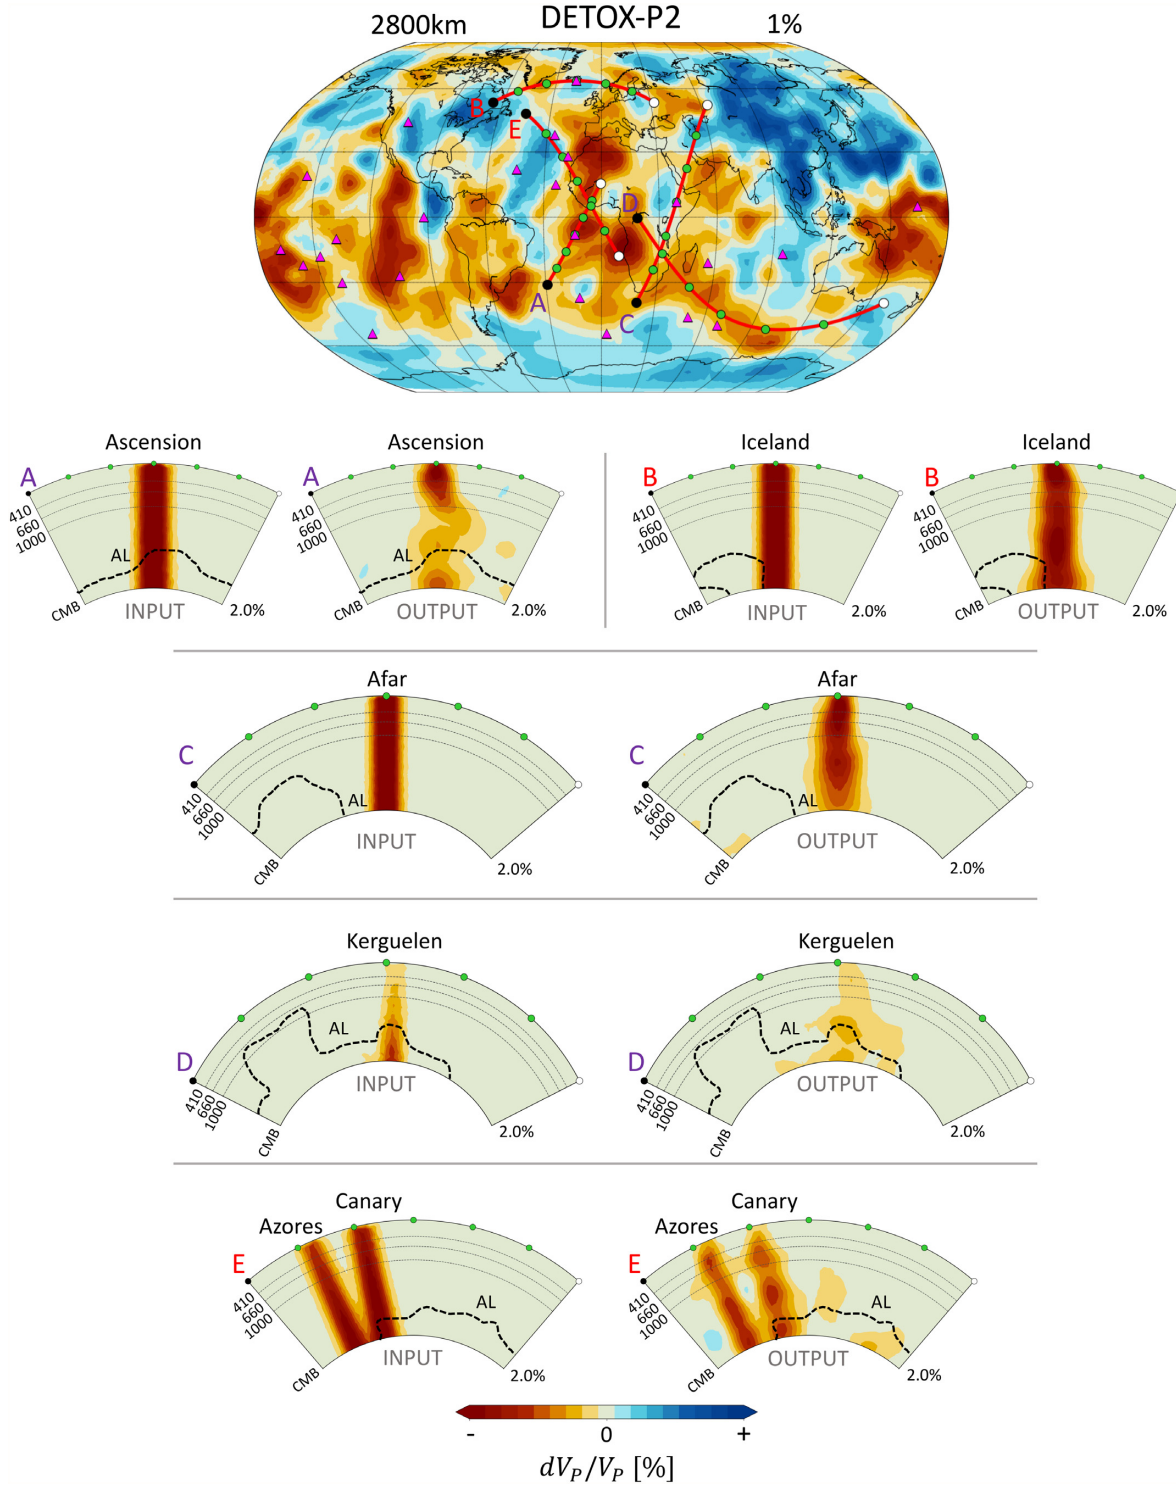 2800km DETOX-P2 1%
B
E
D
A
C
Ascension Ascension Iceland Iceland
A A B B
410 410 410 410
660 660 660 660
1000 1000 1000 1000
AL AL
CMB INPUT 2.0% CMB OUTPUT 2.0% CMB INPUT 2.0% CMB OUTPUT 2.0%
Afar Afar
C C
410 410
660 660
1000 1000
AL AL
INPUT OUTPUT
CMB 2.0% CMB 2.0%
Kerguelen Kerguelen
AL AL
D D
410 410
660 660
1000 1000
INPUT OUTPUT
CMB 2.0% CMB 2.0%
Canary Canary
Azores Azores
E E
410 410
660 660
1000 1000
AL AL
INPUT OUTPUT
CMB 2.0% CMB 2.0%
- 0 +
dV_P/V_P [%]